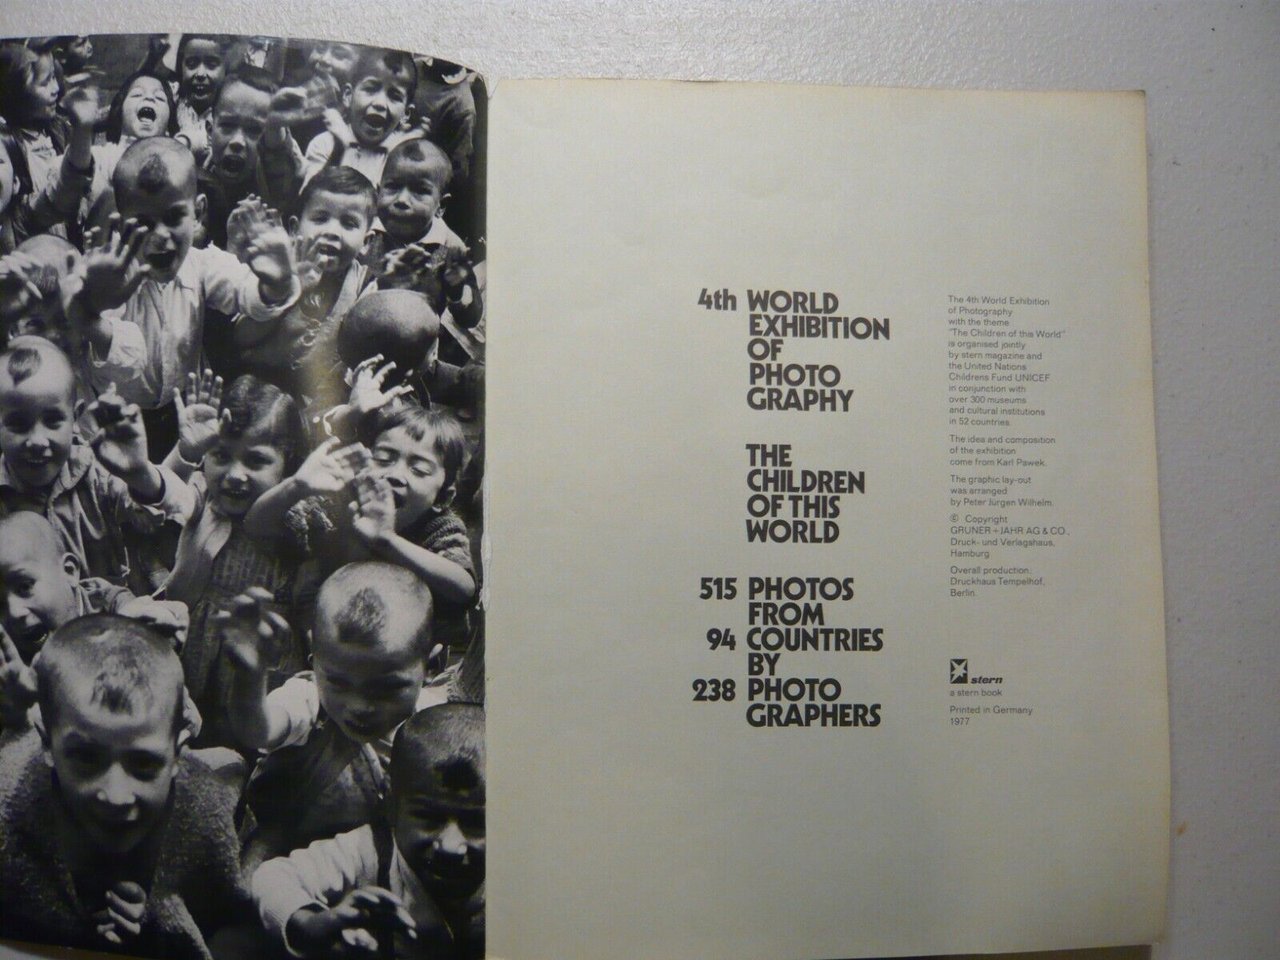 4th WORLD
EXHIBITION
OF
PHOTO
GRAPHY
THE
CHILDREN
OF THIS
WORLD
515 PHOTOS
FROM
94 COUNTRIES
BY
238 PHOTO
GRAPHERS
The 4th World Exhibition
of Photography
with the theme
"The Children of this World"
is organised jointly
by stern magazine and
the United Nations
Childrens Fund UNICEF
in conjunction with
over 300 museums
and cultural institutions
in 52 countries.
The idea and composition
of the exhibition
come from Karl Pawek.
The graphic lay-out
was arranged
by Peter Jürgen Wilhelm.
© Copyright
GRUNER + JAHR AG & CO.,
Druck- und Verlagshaus,
Hamburg
Overall production:
Druckhaus Tempelhof,
Berlin.
stern
a stern book
Printed in Germany
1977